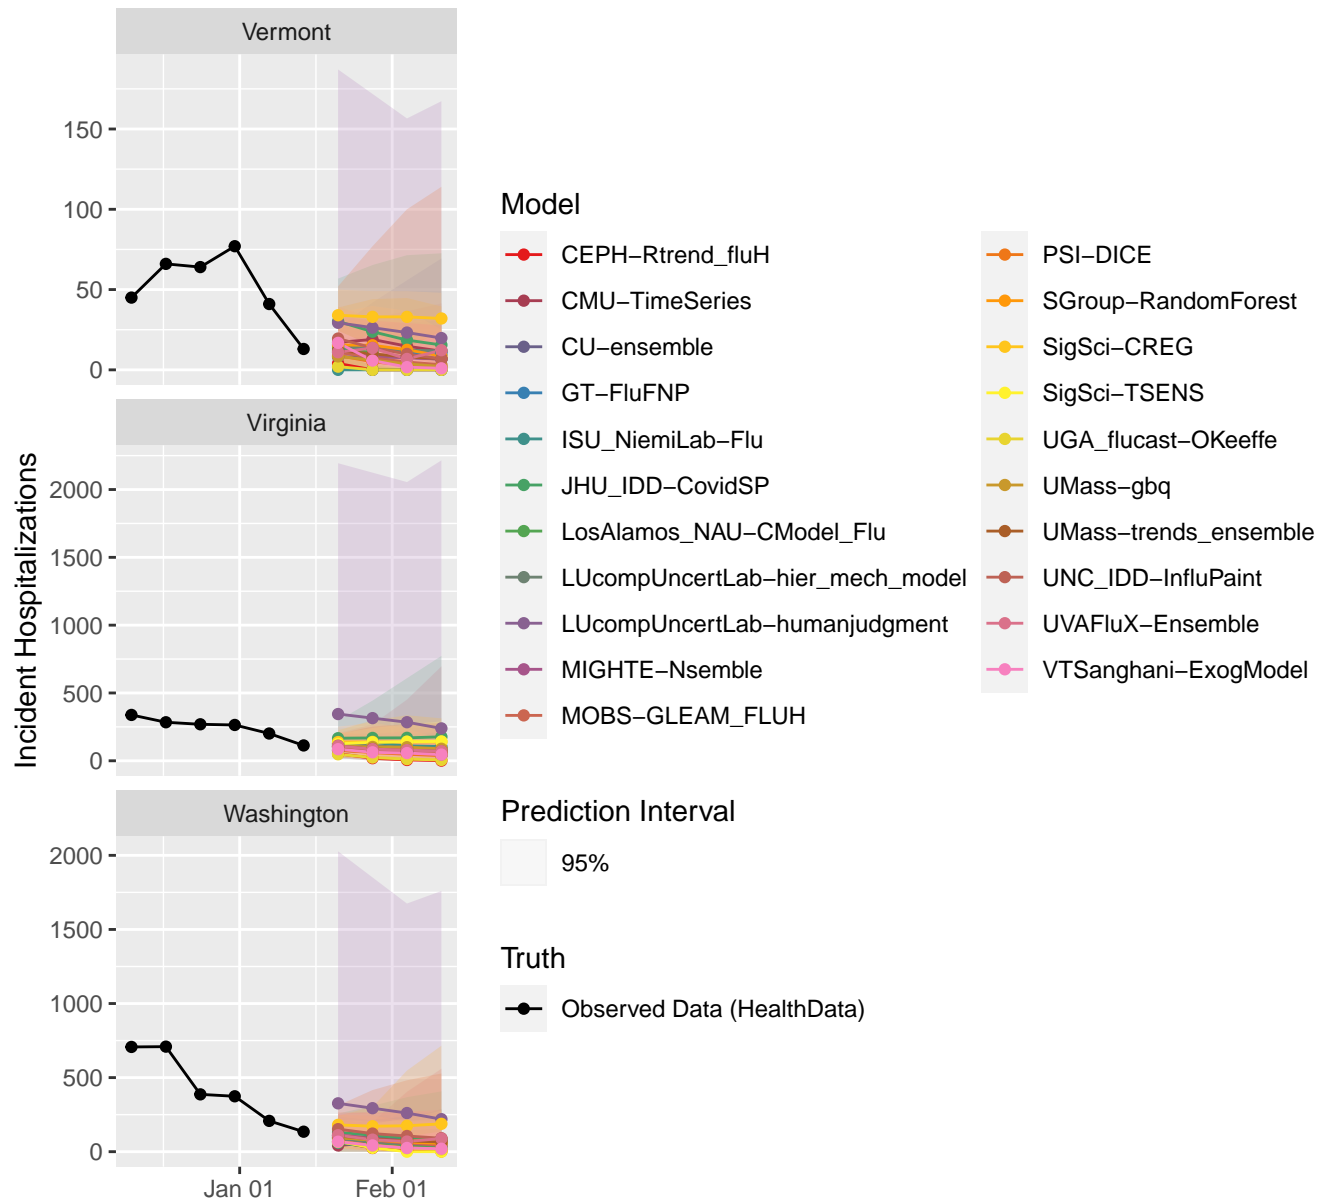 Vermont
150
100
50
0
Virginia
2000
1500
1000
500
0
Washington
2000
1500
1000
500
0
Jan 01
Feb 01
Incident Hospitalizations
Model
CEPH−Rtrend_fluH
CMU−TimeSeries
CU−ensemble
GT−FluFNP
ISU_NiemiLab−Flu
JHU_IDD−CovidSP
LosAlamos_NAU−CModel_Flu
LUcompUncertLab−hier_mech_model
LUcompUncertLab−humanjudgment
MIGHTE−Nsemble
MOBS−GLEAM_FLUH
PSI−DICE
SGroup−RandomForest
SigSci−CREG
SigSci−TSENS
UGA_flucast−OKeeffe
UMass−gbq
UMass−trends_ensemble
UNC_IDD−InfluPaint
UVAFluX−Ensemble
VTSanghani−ExogModel
Prediction Interval
95%
Truth
Observed Data (HealthData)